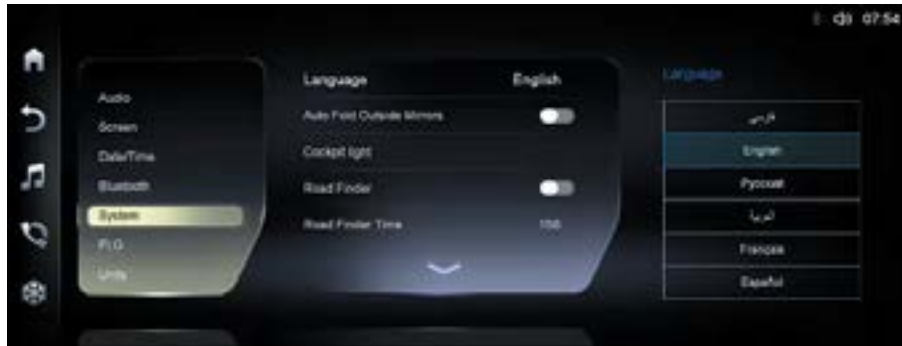 07:54
Audio
Screen
Date/Time
Bluetooth
System
Units
Language English
Auto Fold Outside Mirrors
Cockpit light
Road Finder
Road Finder Time 150
Language
فارسی
English
Русский
العربية
Français
Español